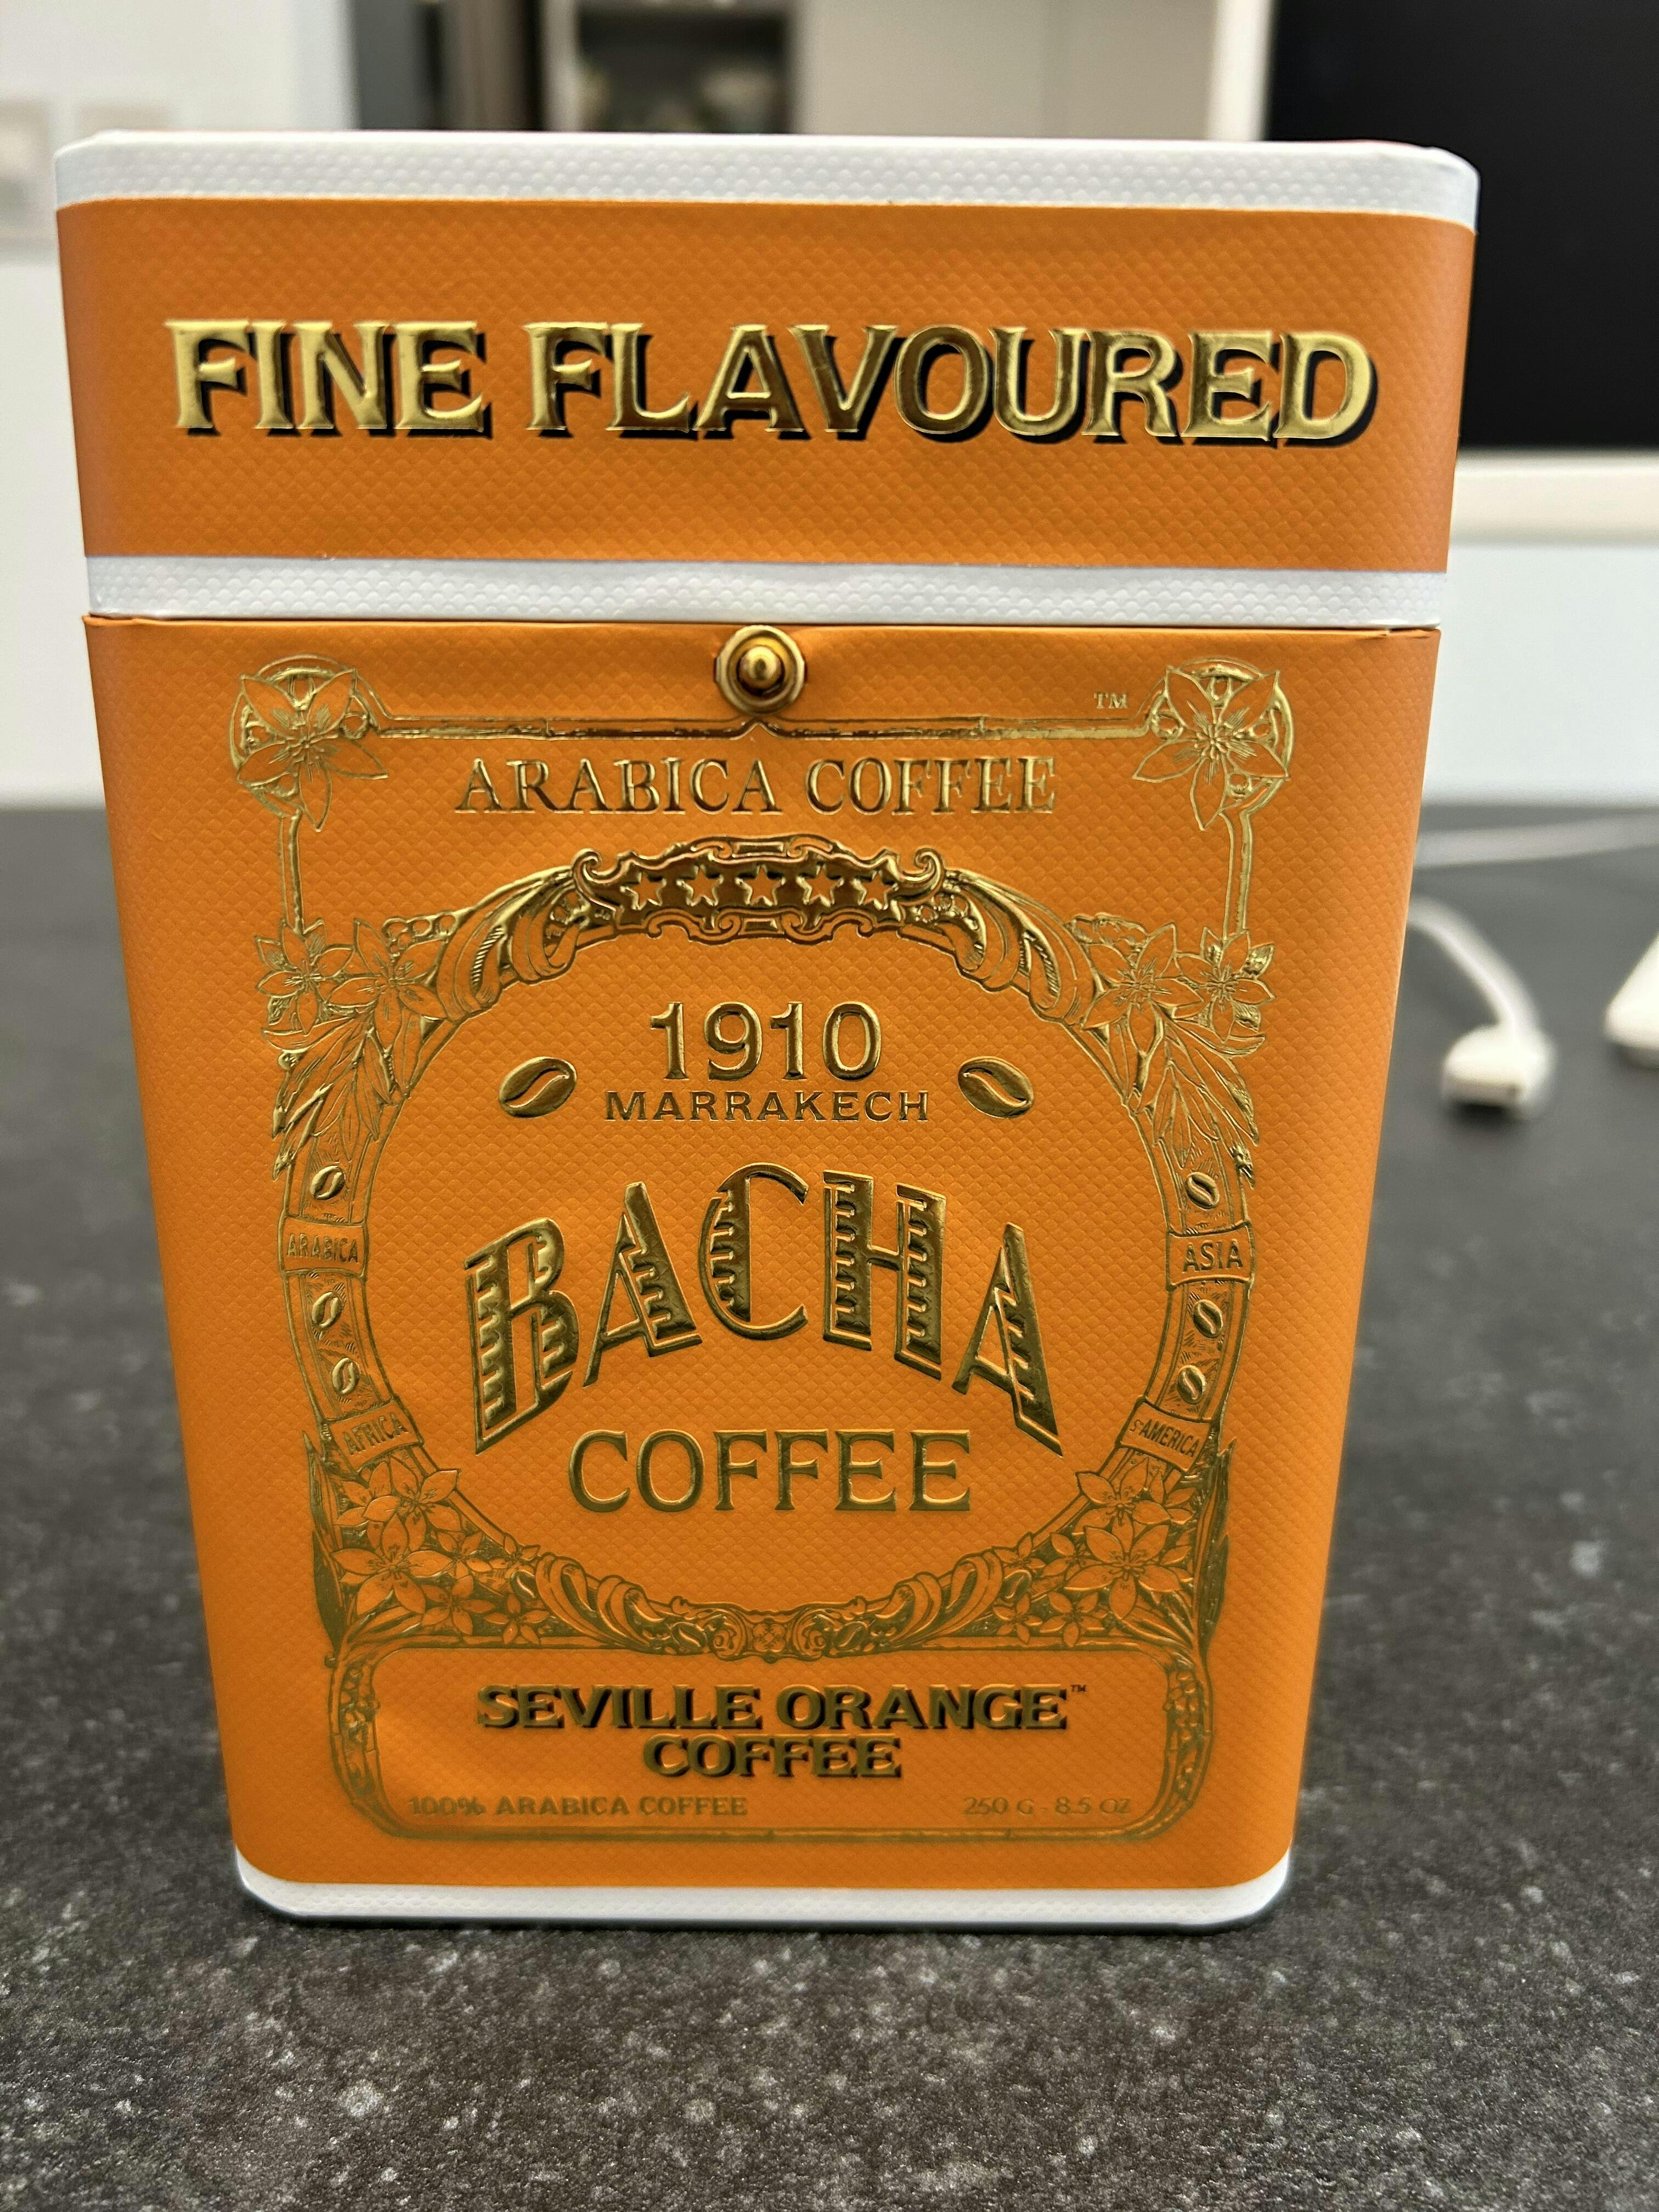 FINE FLAVOURED
TM
ARABICA COFFEE
1910
MARRAKECH
BACHA
COFFEE
ARABICA
ASIA
AFRICA
S-AMERICA
SEVILLE ORANGE™
COFFEE
100% ARABICA COFFEE 250 G - 8.5 OZ